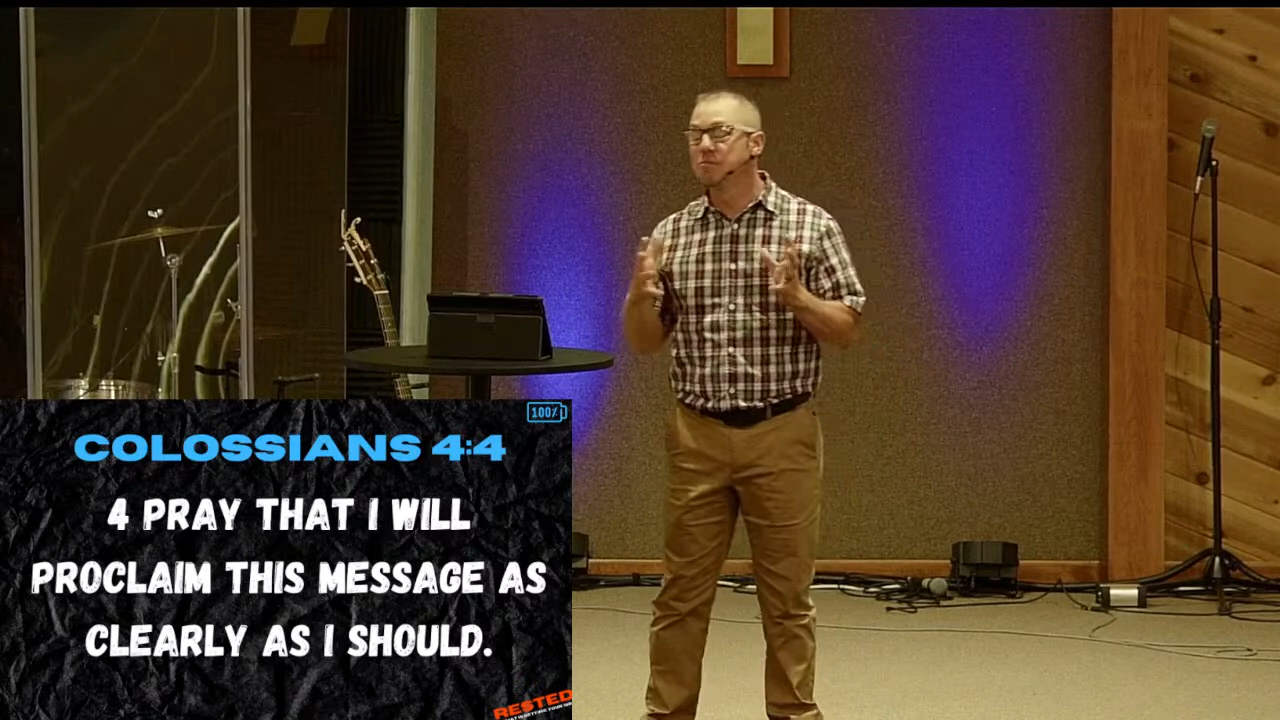 100%
COLOSSIANS 4:4
4 PRAY THAT I WILL
PROCLAIM THIS MESSAGE AS
CLEARLY AS I SHOULD.
RESTED